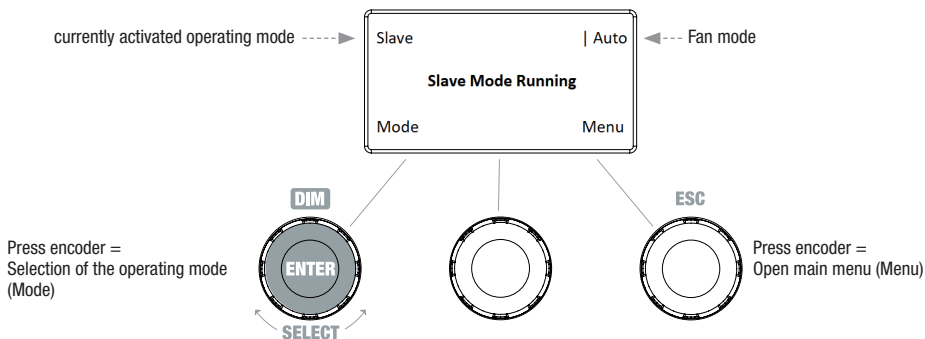 currently activated operating mode
Slave | Auto
Fan mode
Slave Mode Running
Mode Menu
DIM
ESC
Press encoder =
Selection of the operating mode
(Mode)
ENTER
SELECT
Press encoder =
Open main menu (Menu)